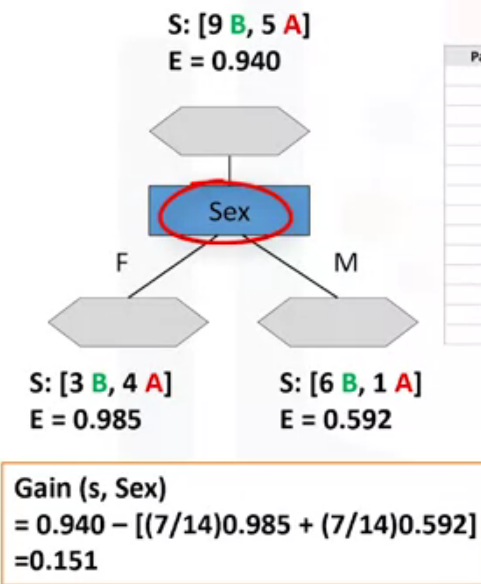 S: [9 B, 5 A]
E = 0.940
Sex
F
M
S: [3 B, 4 A]
E = 0.985
S: [6 B, 1 A]
E = 0.592
Gain (s, Sex)
= 0.940 – [(7/14)0.985 + (7/14)0.592]
=0.151